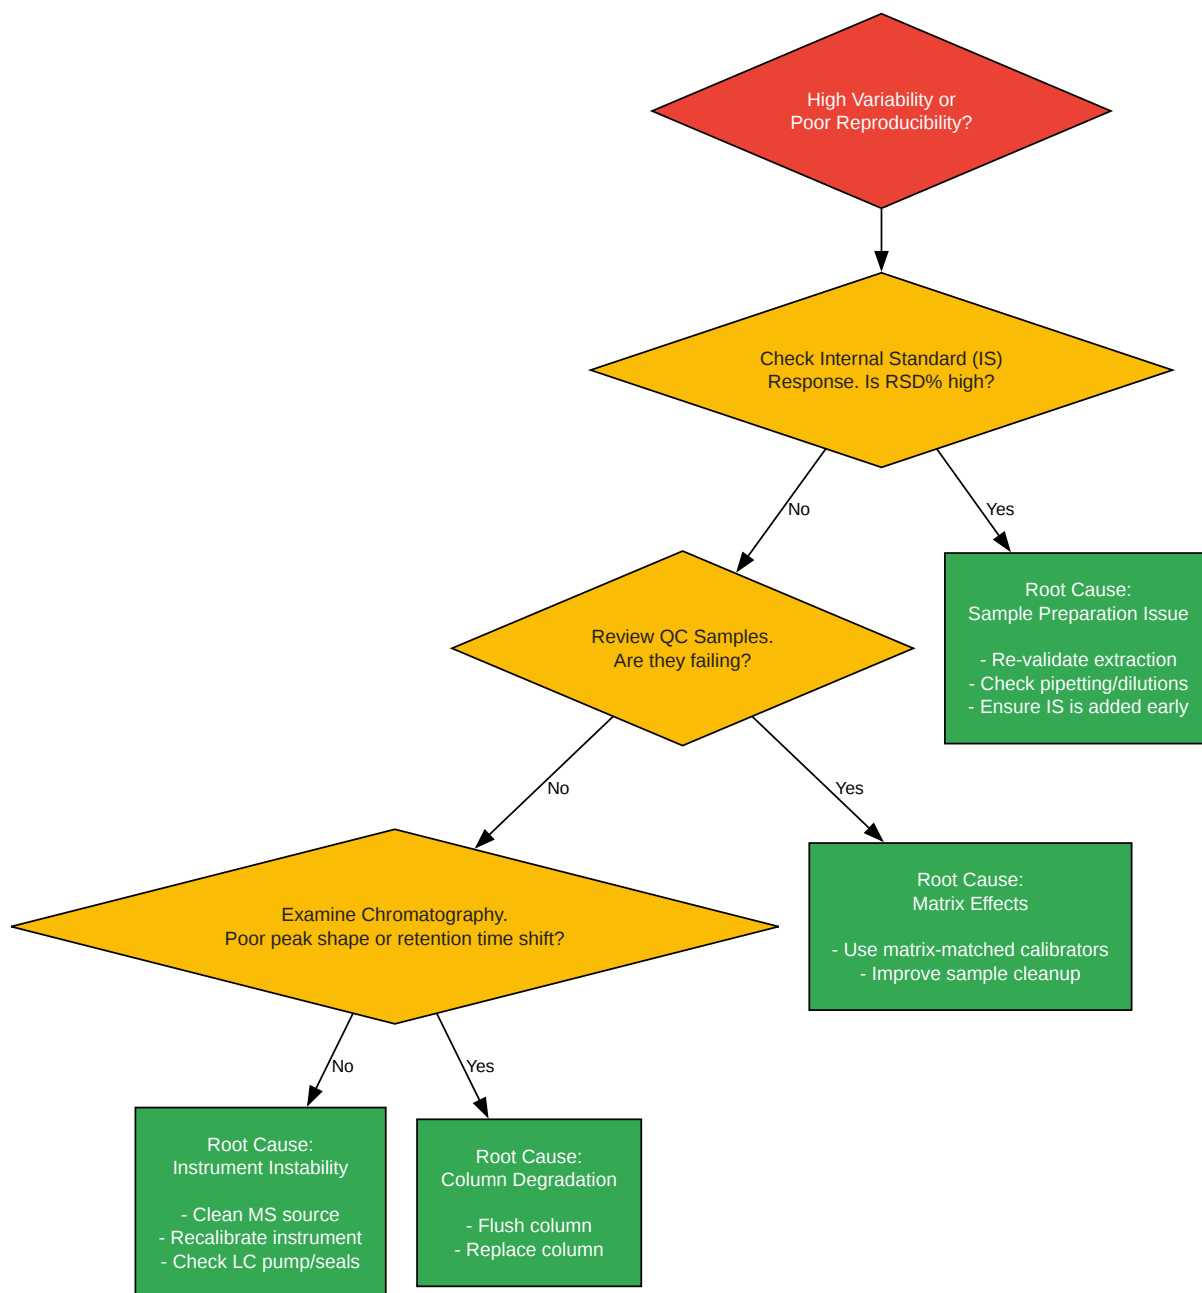 High Variability or
Poor Reproducibility?
Check Internal Standard (IS)
Response. Is RSD% high?
No
Yes
Review QC Samples.
Are they failing?
Root Cause:
Sample Preparation Issue
- Re-validate extraction
- Check pipetting/dilutions
- Ensure IS is added early
No
Yes
Examine Chromatography.
Poor peak shape or retention time shift?
Root Cause:
Matrix Effects
- Use matrix-matched calibrators
- Improve sample cleanup
No
Yes
Root Cause:
Instrument Instability
- Clean MS source
- Recalibrate instrument
- Check LC pump/seals
Root Cause:
Column Degradation
- Flush column
- Replace column